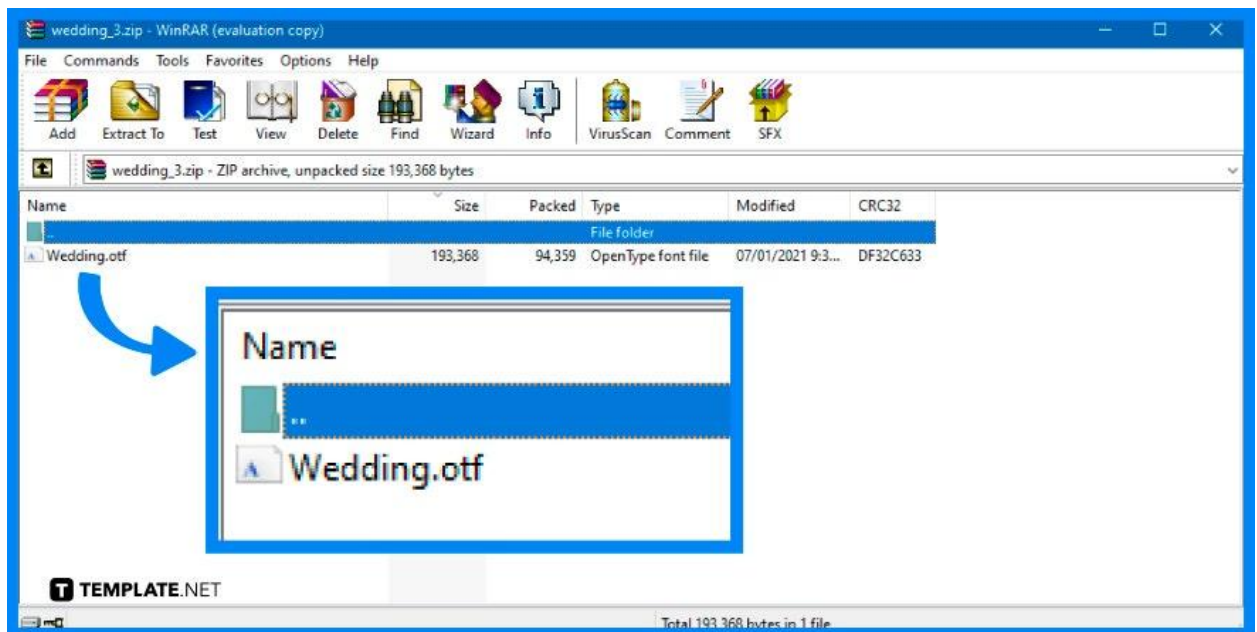 wedding_3.zip - WinRAR (evaluation copy)
File Commands Tools Favorites Options Help
Add Extract To Test View Delete Find Wizard Info VirusScan Comment SFX
wedding_3.zip - ZIP archive, unpacked size 193,368 bytes
Name Size Packed Type Modified CRC32
.. File folder
Wedding.otf 193,368 94,359 OpenType font file 07/01/2021 9:3... DF32C633
Name
..
Wedding.otf
T TEMPLATE.NET
Total 193,368 bytes in 1 file